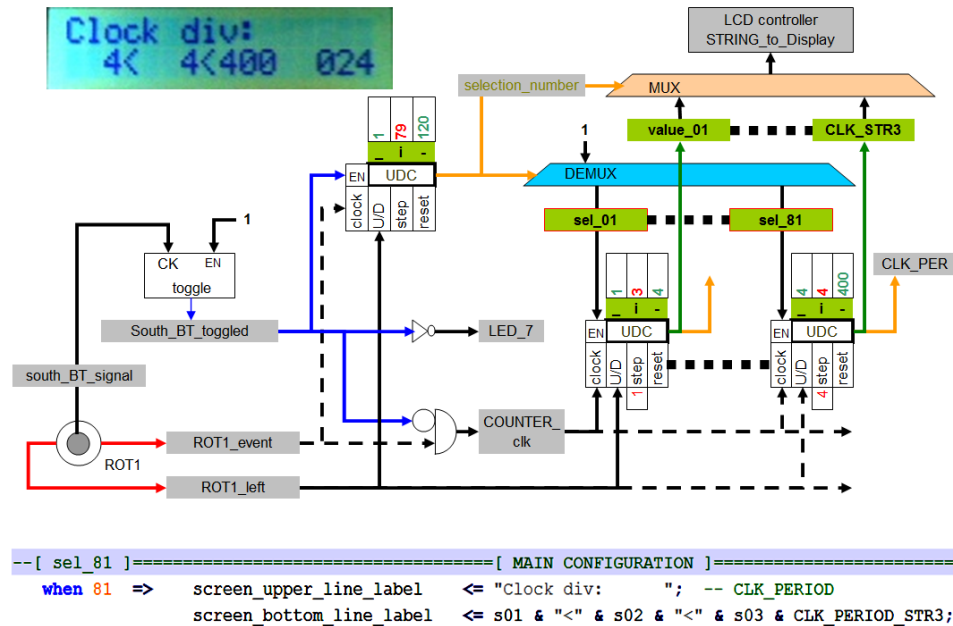 Clock div:
4< 4<400 024
LCD controller
STRING_to_Display
MUX
selection_number
value_01
CLK_STR3
1 79 120
_ i -
EN UDC
clock U/D step reset
1
DEMUX
sel_01
sel_81
1
CK EN
toggle
South_BT_toggled
LED_7
south_BT_signal
1 3 4
_ i -
EN UDC
clock U/D 1 step reset
4 4 400
_ i -
EN UDC
clock U/D 4 step reset
CLK_PER
COUNTER_
clk
ROT1
ROT1_event
ROT1_left
--[ sel_81 ]==================================[ MAIN CONFIGURATION ]=======================
when 81 => screen_upper_line_label <= "Clock div:       "; -- CLK_PERIOD
screen_bottom_line_label <= s01 & "<" & s02 & "<" & s03 & CLK_PERIOD_STR3;